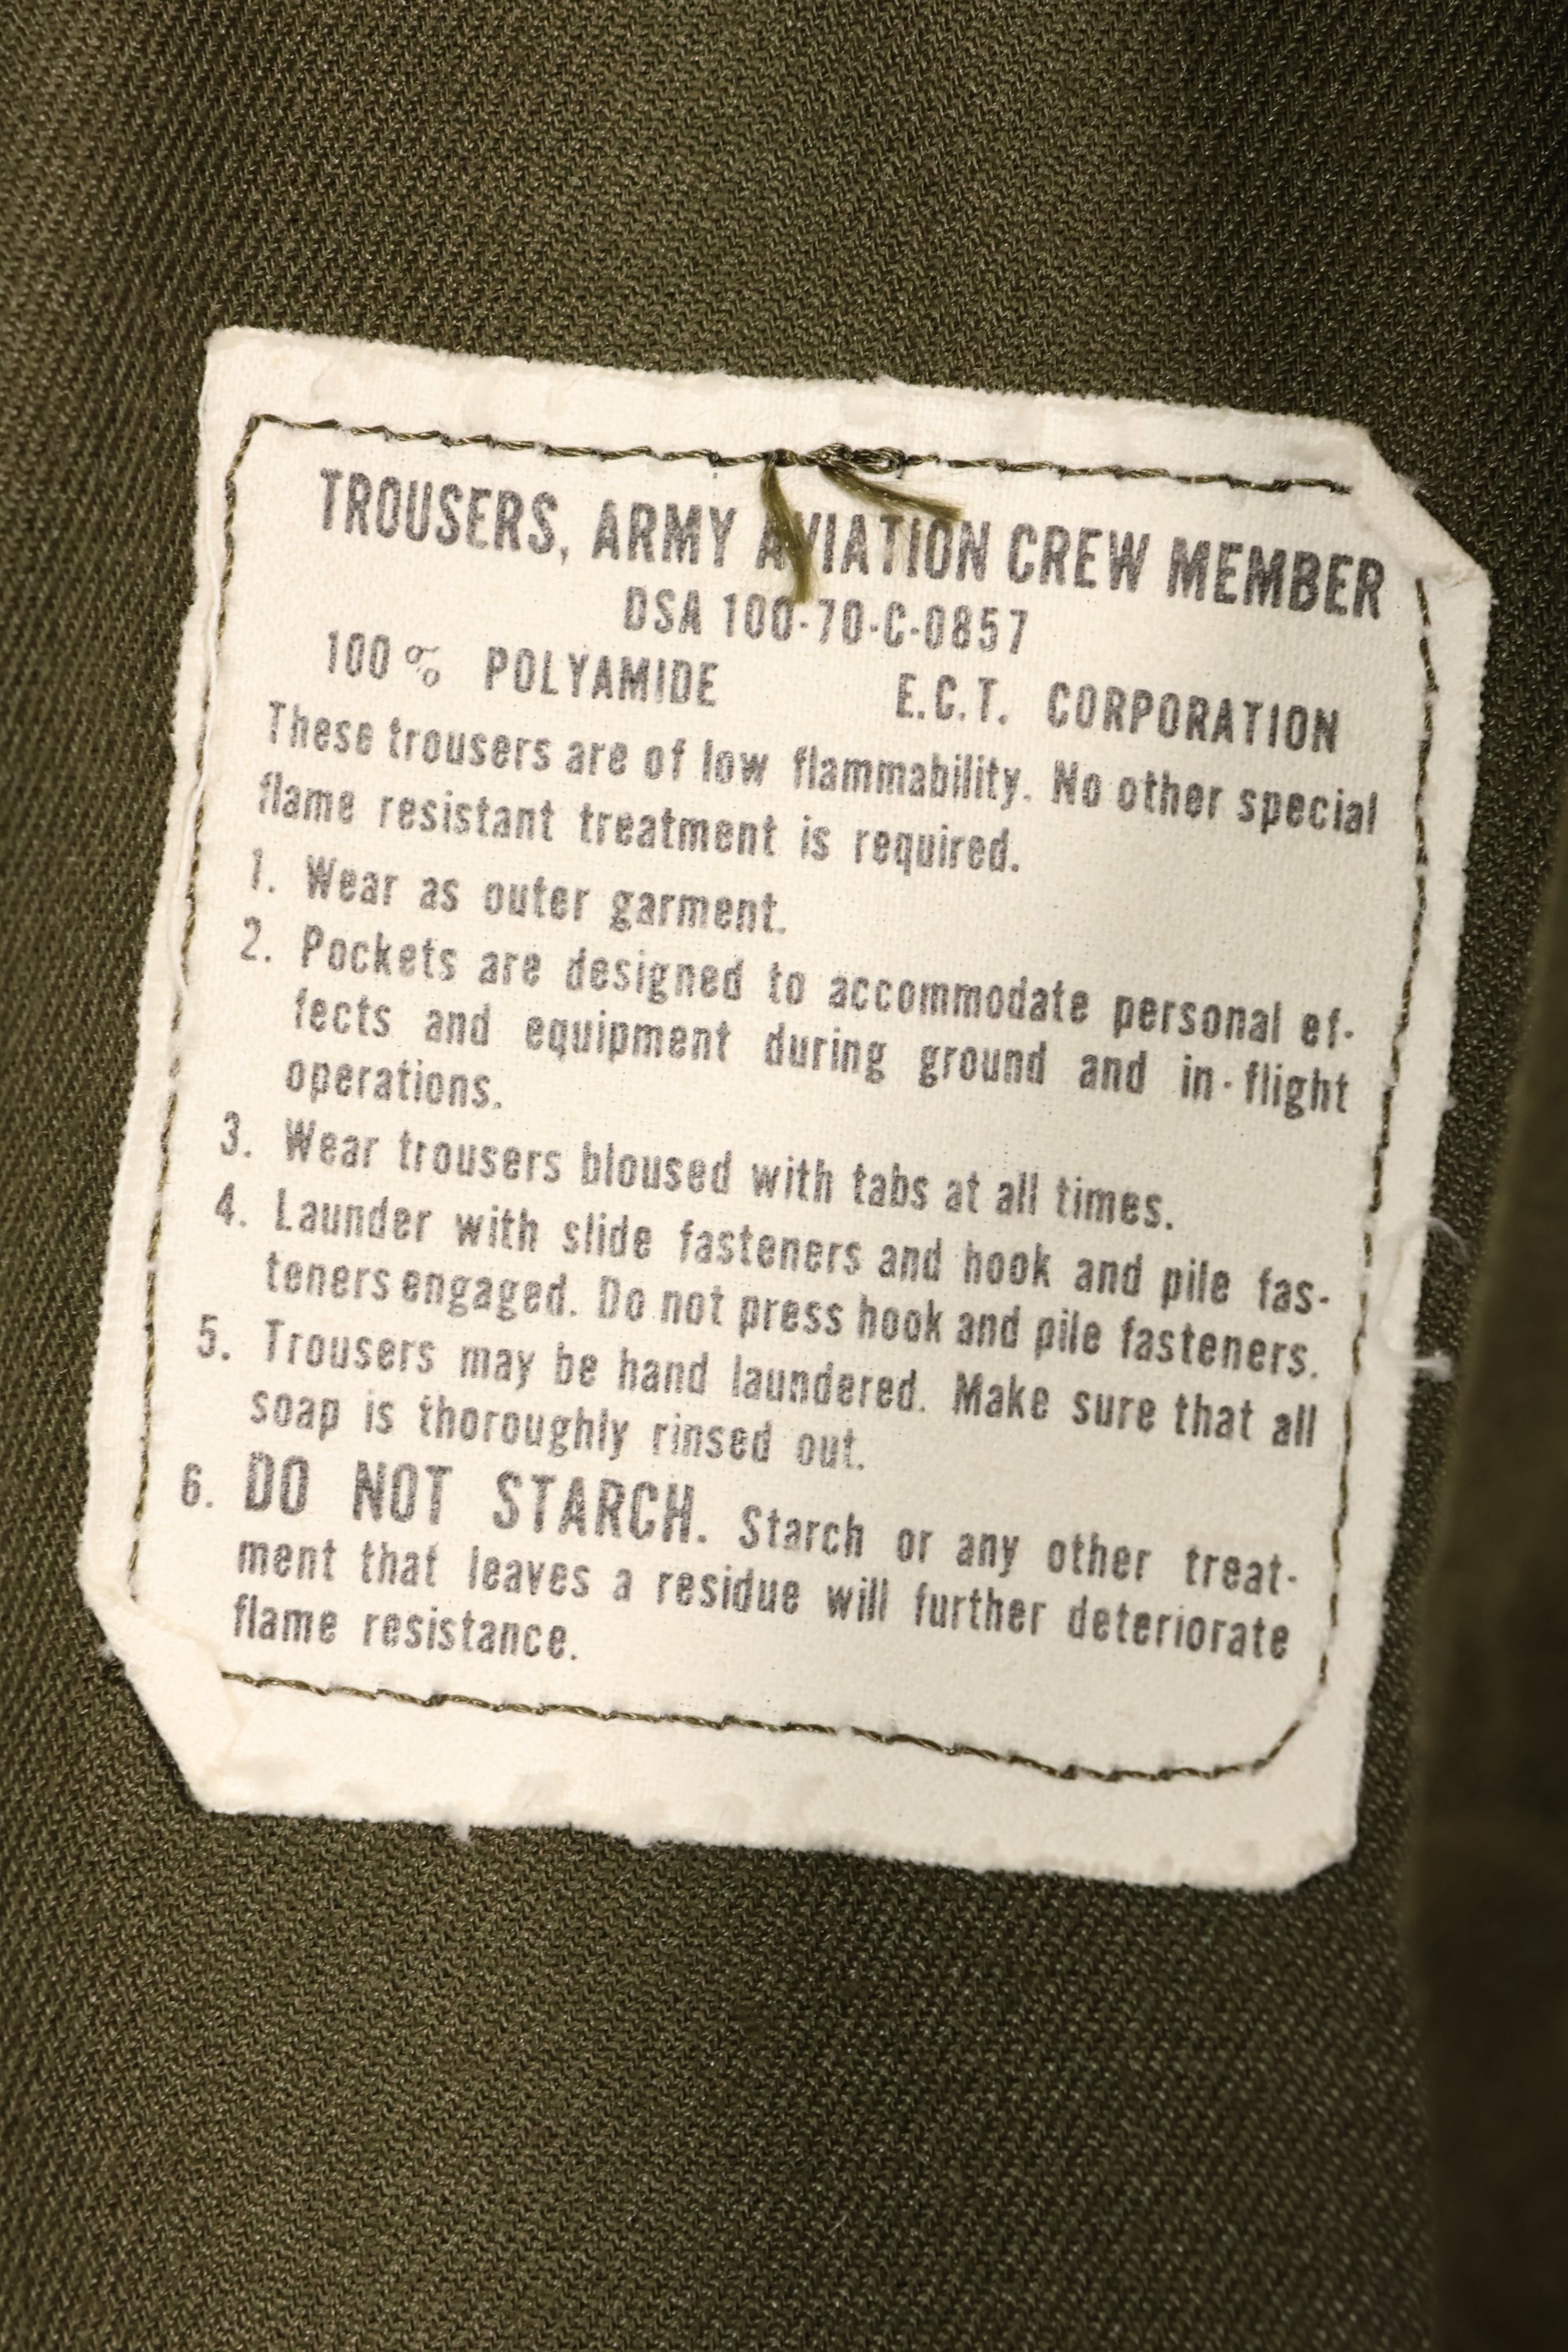 TROUSERS, ARMY AVIATION CREW MEMBER
DSA 100-70-C-0857
100% POLYAMIDE E.C.T. CORPORATION
These trousers are of low flammability. No other special
flame resistant treatment is required.
1. Wear as outer garment.
2. Pockets are designed to accommodate personal ef-
fects and equipment during ground and in-flight
operations.
3. Wear trousers bloused with tabs at all times.
4. Launder with slide fasteners and hook and pile fas-
teners engaged. Do not press hook and pile fasteners.
5. Trousers may be hand laundered. Make sure that all
soap is thoroughly rinsed out.
6. DO NOT STARCH. Starch or any other treat-
ment that leaves a residue will further deteriorate
flame resistance.